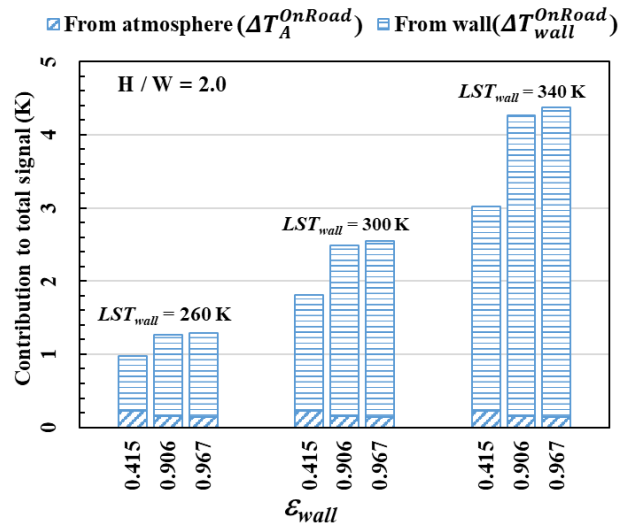 From atmosphere (ΔT_A^OnRoad) From wall(ΔT_wall^OnRoad)
Contribution to total signal (K)
5
4
3
2
1
0
H / W = 2.0
LST_wall = 340 K
LST_wall = 300 K
LST_wall = 260 K
0.415 0.906 0.967 0.415 0.906 0.967 0.415 0.906 0.967
ε_wall